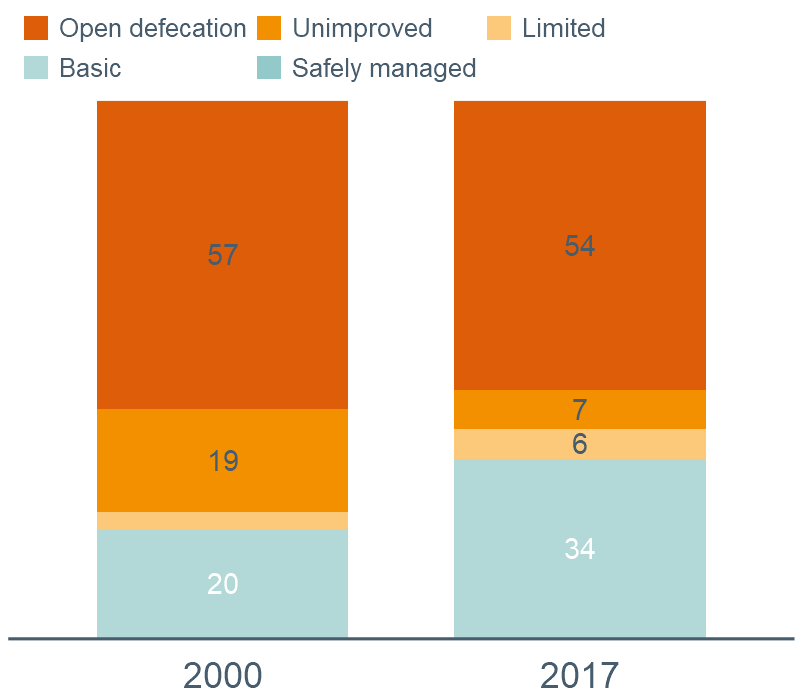 Open defecation Unimproved Limited
Basic Safely managed
57 54
7
19 6
20 34
2000 2017